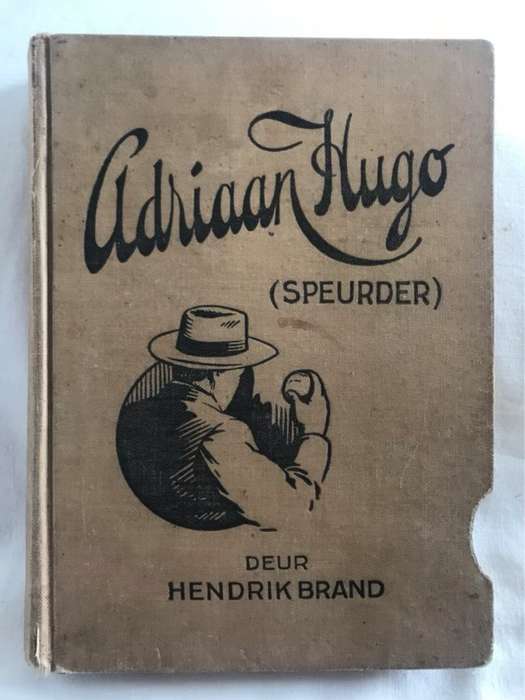 Adriaan Hugo
(SPEURDER)
DEUR
HENDRIK BRAND